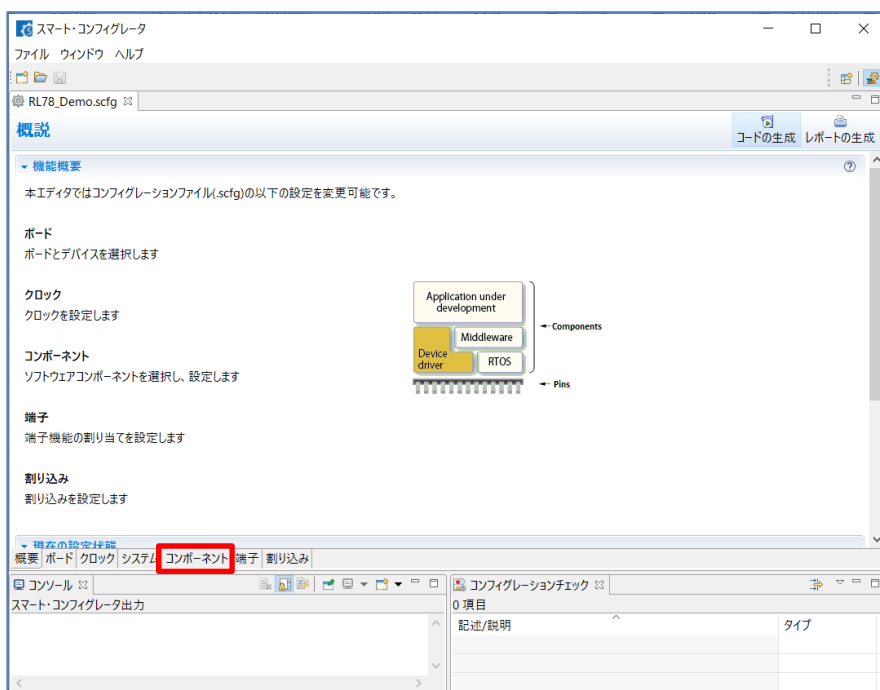 スマート・コンフィグレータ
ファイル ウィンドウ ヘルプ
RL78_Demo.scfg
概説
コードの生成 レポートの生成
機能概要
本エディタではコンフィグレーションファイル(.scfg)の以下の設定を変更可能です。
ボード
ボードとデバイスを選択します
クロック
クロックを設定します
コンポーネント
ソフトウェアコンポーネントを選択し、設定します
端子
端子機能の割り当てを設定します
割り込み
割り込みを設定します
Application under
development
Middleware
Device
driver
RTOS
Components
Pins
現在の設定状態
概要 ボード クロック システム コンポーネント 端子 割り込み
コンソール
スマート・コンフィグレータ出力
コンフィグレーションチェック
0 項目
記述/説明 タイプ